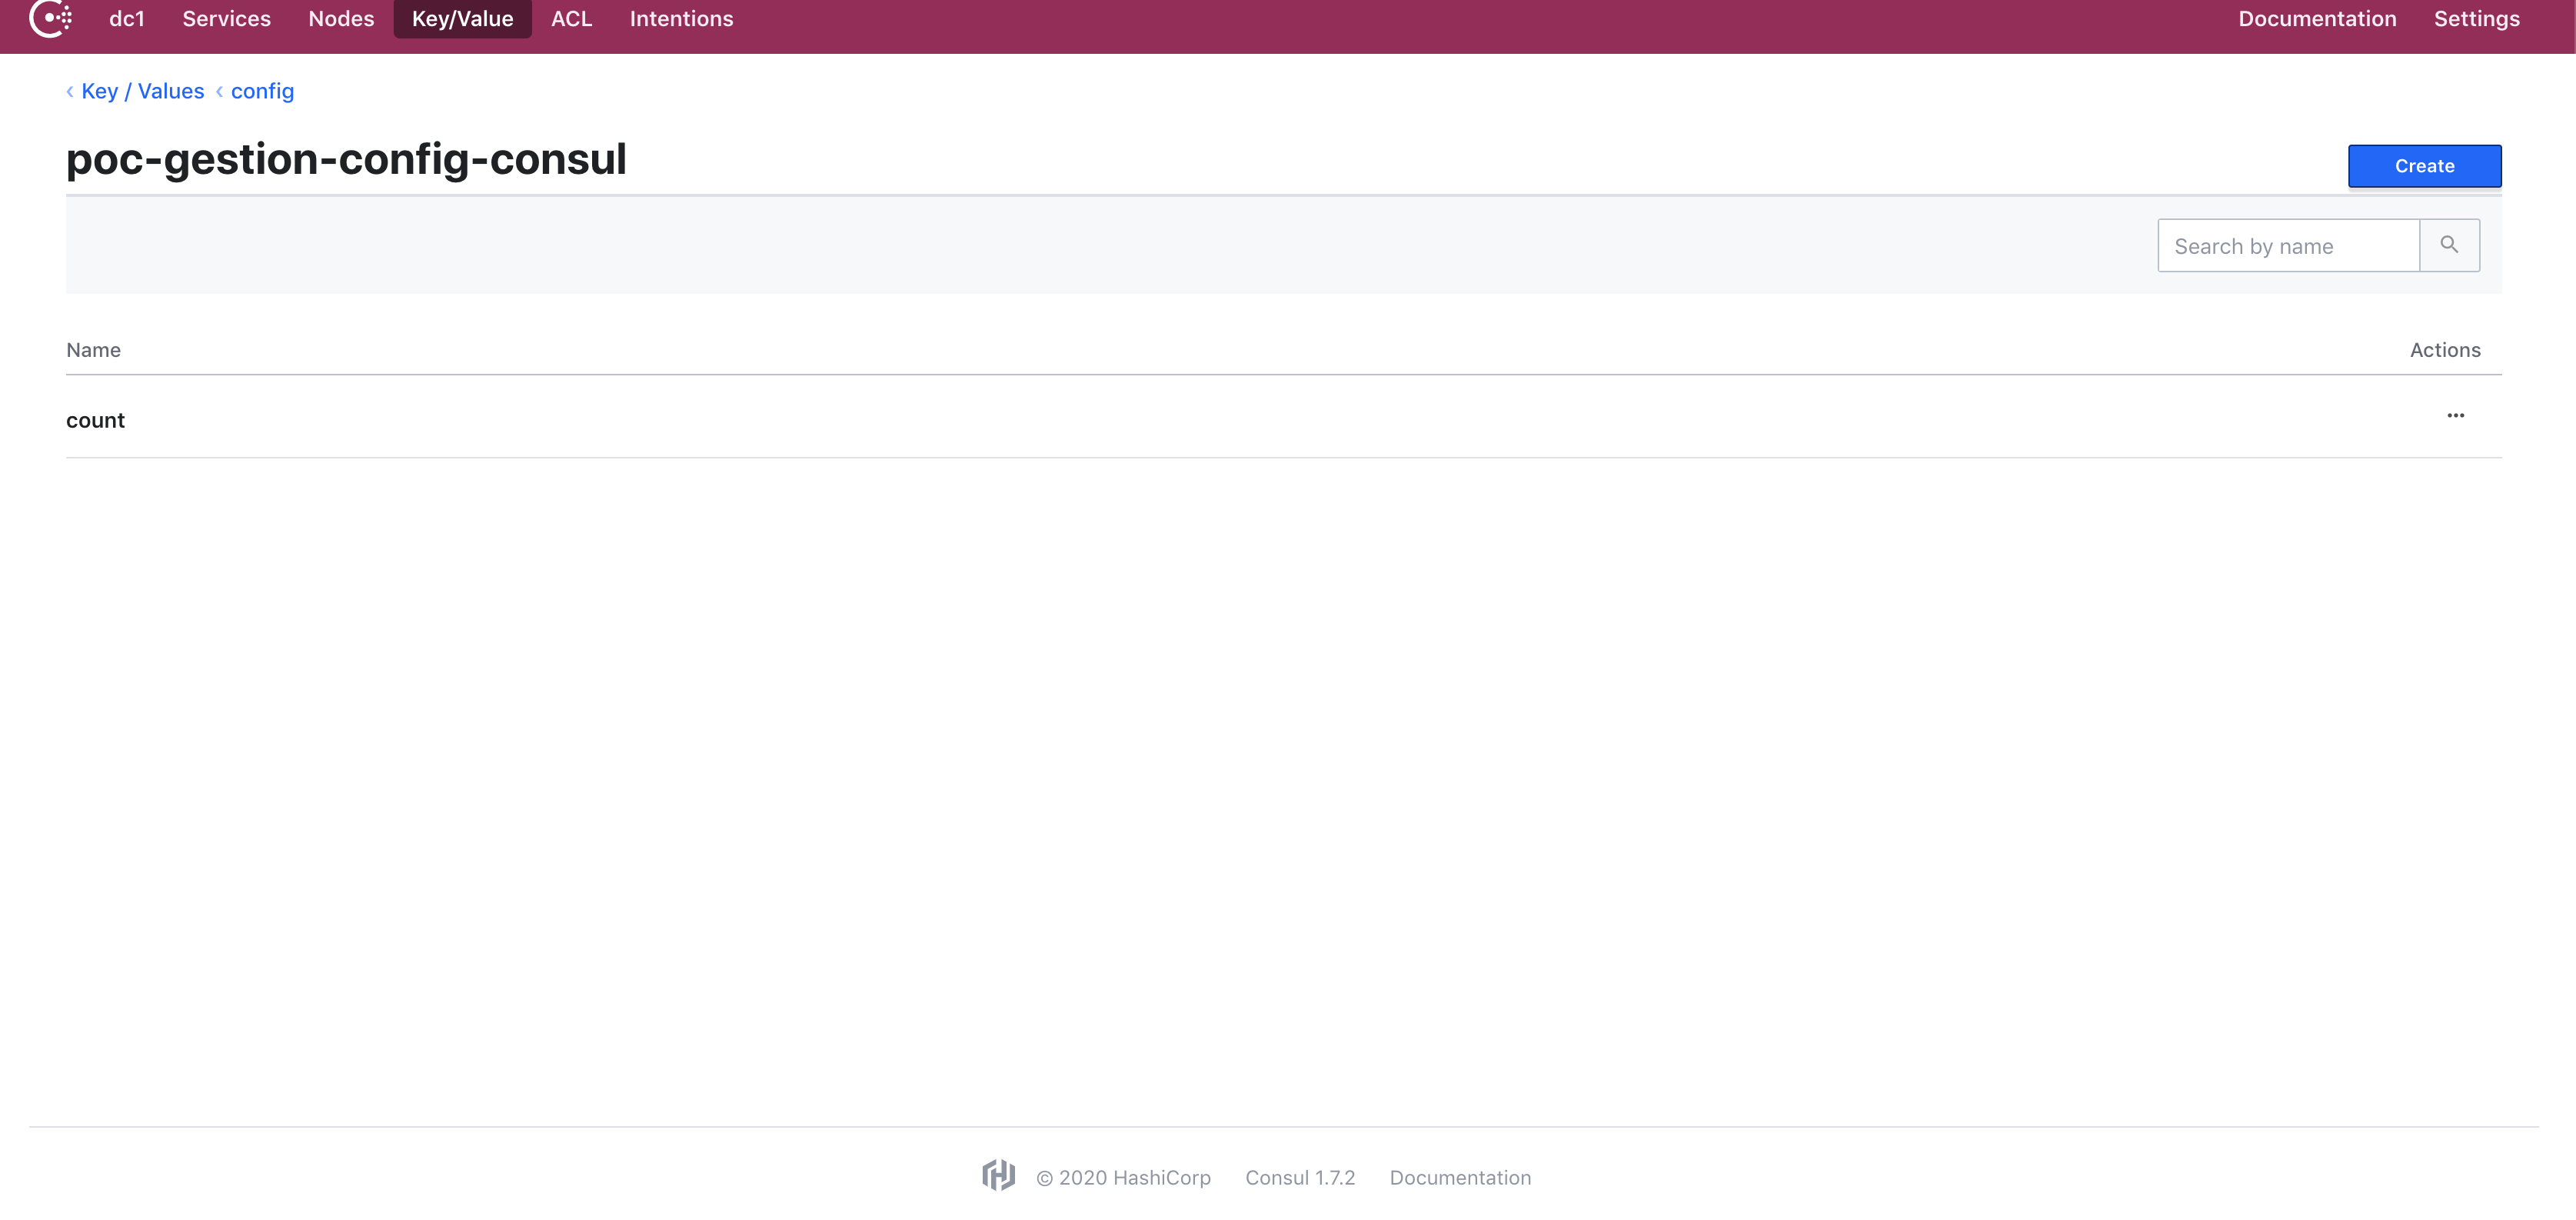 dc1 Services Nodes Key/Value ACL Intentions Documentation Settings
‹ Key / Values ‹ config
poc-gestion-config-consul
Create
Search by name
Name Actions
count
© 2020 HashiCorp Consul 1.7.2 Documentation